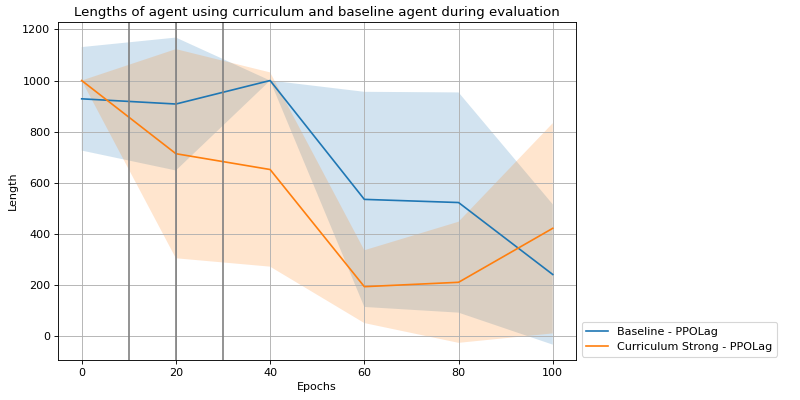 Lengths of agent using curriculum and baseline agent during evaluation
1200
1000
800
600
400
200
0
Length
0 20 40 60 80 100
Epochs
Baseline - PPOLag
Curriculum Strong - PPOLag